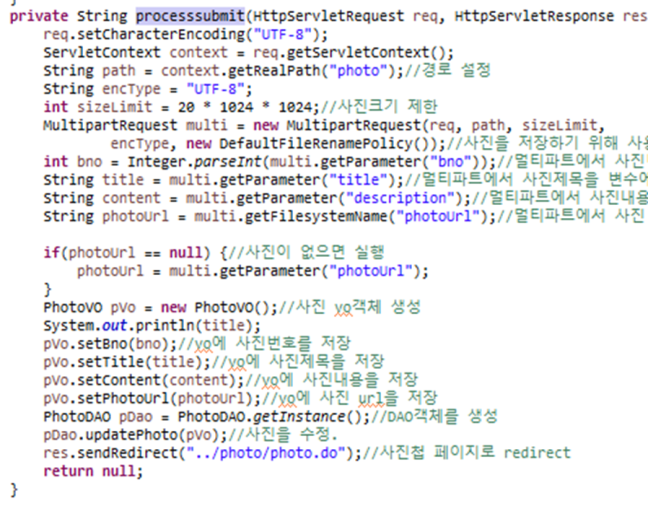 private String processsubmit(HttpServletRequest req, HttpServletResponse res
req.setCharacterEncoding("UTF-8");
ServletContext context = req.getServletContext();
String path = context.getRealPath("photo");//경로 설정
String encType = "UTF-8";
int sizeLimit = 20 * 1024 * 1024;//사진크기 제한
MultipartRequest multi = new MultipartRequest(req, path, sizeLimit,
encType, new DefaultFileRenamePolicy());//사진을 저장하기 위해
int bno = Integer.parseInt(multi.getParameter("bno"));//멀티파트에서
String title = multi.getParameter("title");//멀티파트에서 사진제목을 변수에
String content = multi.getParameter("description");//멀티파트에서 사진내용
String photoUrl = multi.getFilesystemName("photoUrl");//멀티파트에서 사진
if(photoUrl == null) {//사진이 없으면 실행
photoUrl = multi.getParameter("photoUrl");
}
PhotoVO pVo = new PhotoVO();//사진 vo객체 생성
System.out.println(title);
pVo.setBno(bno);//vo에 사진번호를 저장
pVo.setTitle(title);//vo에 사진제목을 저장
pVo.setContent(content);//vo에 사진내용을 저장
pVo.setPhotoUrl(photoUrl);//vo에 사진 url을 저장
PhotoDAO pDao = PhotoDAO.getInstance();//DAO객체를 생성
pDao.updatePhoto(pVo);//사진을 수정.
res.sendRedirect("../photo/photo.do");//사진첩 페이지로 redirect
return null;
}